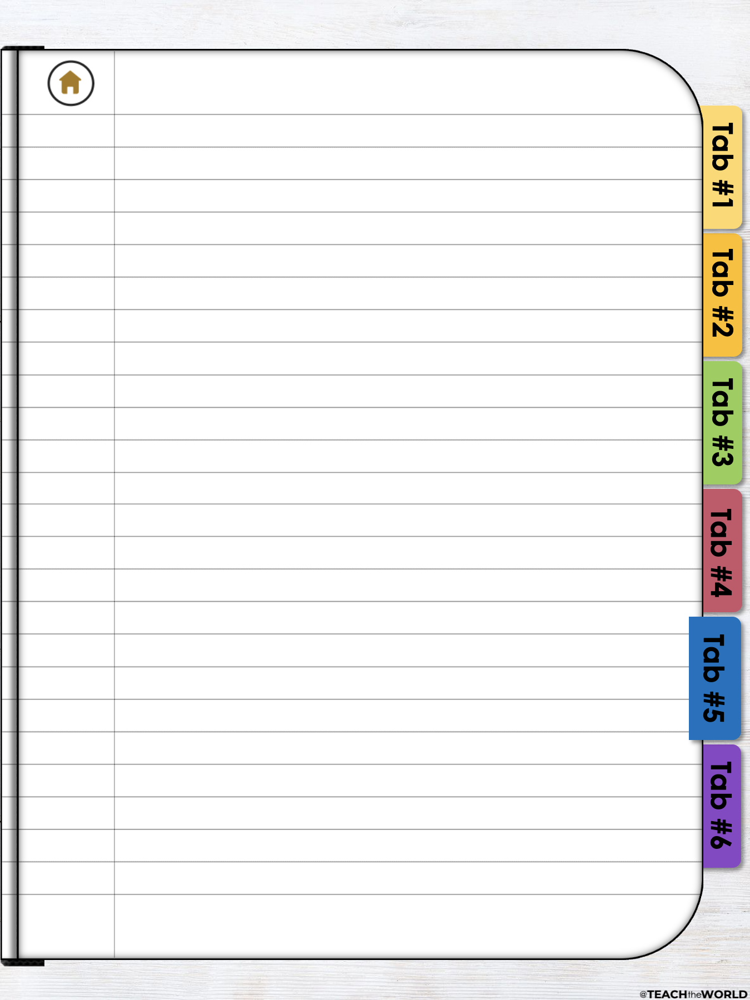 Tab #1
Tab #2
Tab #3
Tab #4
Tab #5
Tab #6
@TEACHtheWORLD